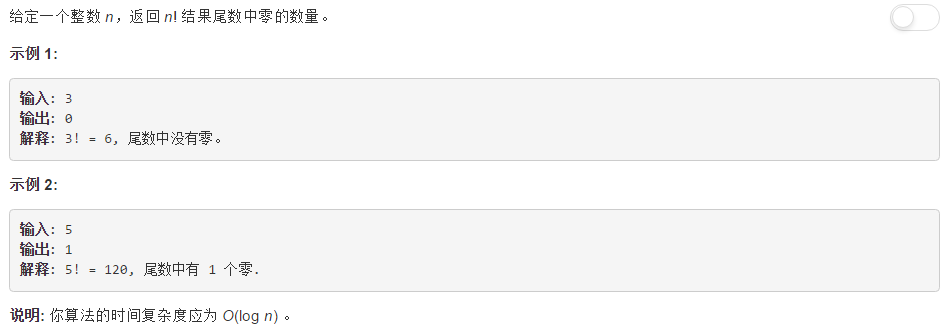 给定一个整数 n，返回 n! 结果尾数中零的数量。
示例 1:
输入: 3
输出: 0
解释: 3! = 6, 尾数中没有零。
示例 2:
输入: 5
输出: 1
解释: 5! = 120, 尾数中有 1 个零.
说明: 你算法的时间复杂度应为 O(log n) 。